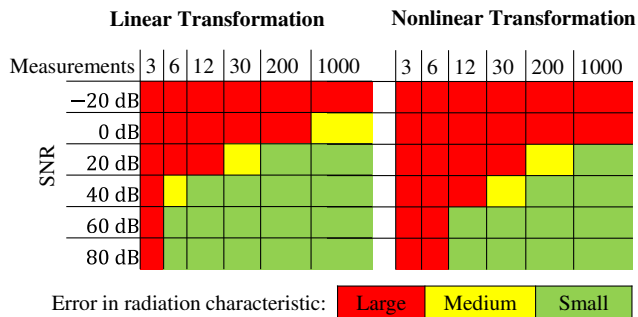 Linear Transformation Nonlinear Transformation
Measurements 3 6 12 30 200 1000 3 6 12 30 200 1000
SNR
−20 dB
0 dB
20 dB
40 dB
60 dB
80 dB
Error in radiation characteristic: Large Medium Small